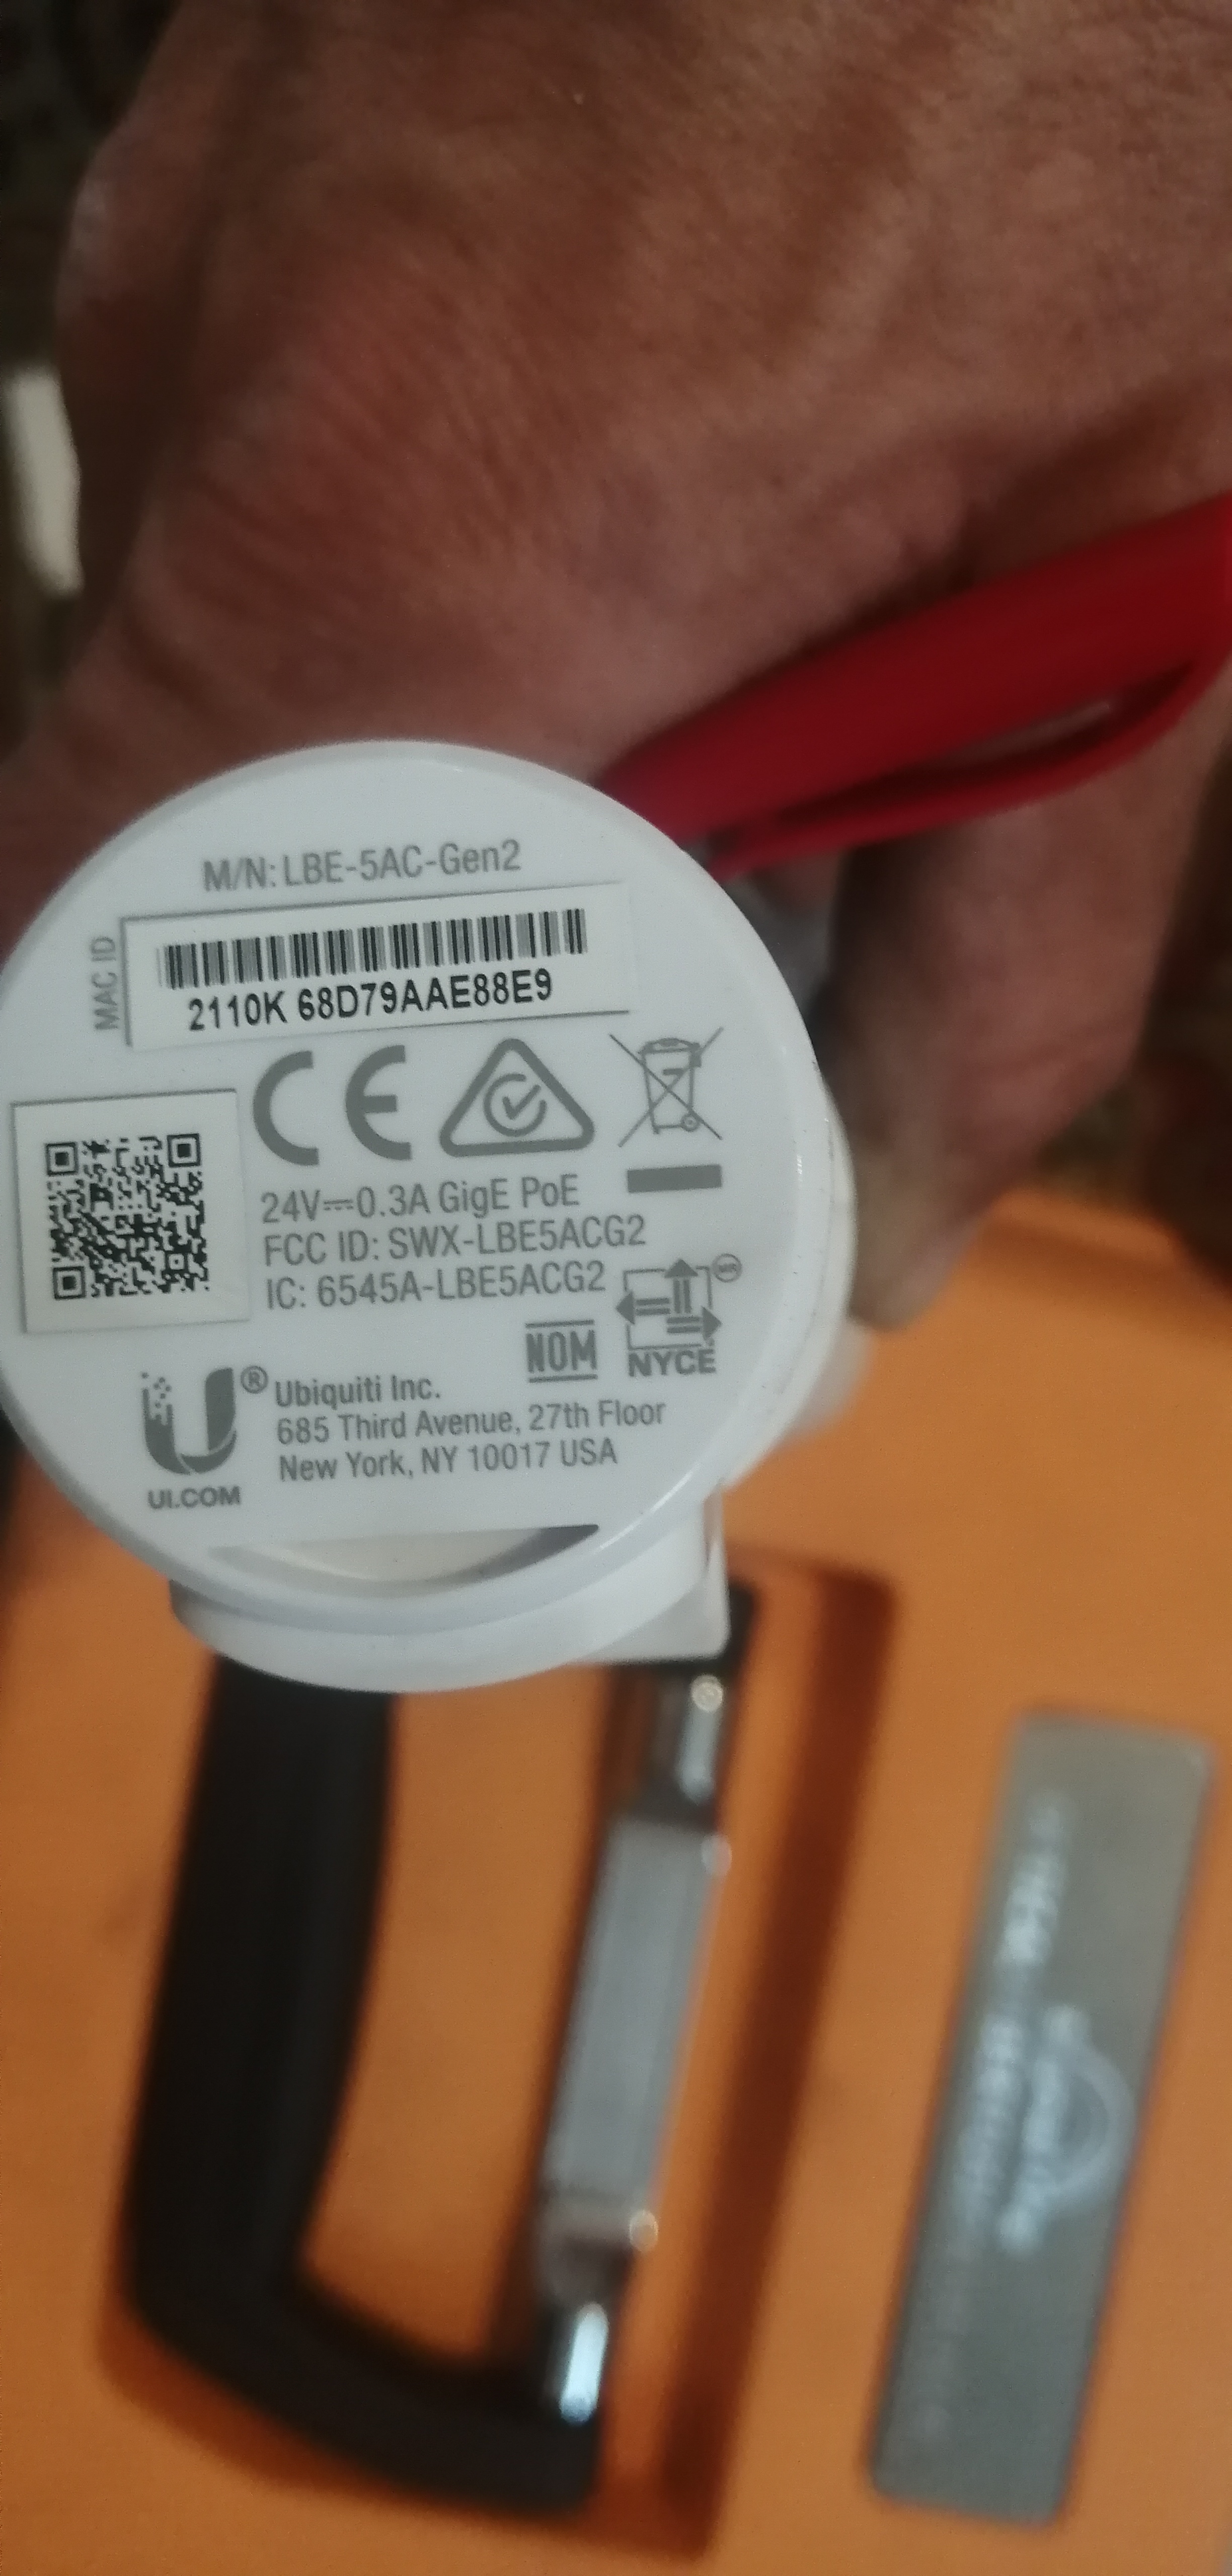 M/N: LBE-5AC-Gen2
MAC ID
2110K 68D79AAE88E9
CE
24V⎓0.3A GigE PoE
FCC ID: SWX-LBE5ACG2
IC: 6545A-LBE5ACG2
MR
NOM
NYCE
U®
UI.COM
Ubiquiti Inc.
685 Third Avenue, 27th Floor
New York, NY 10017 USA